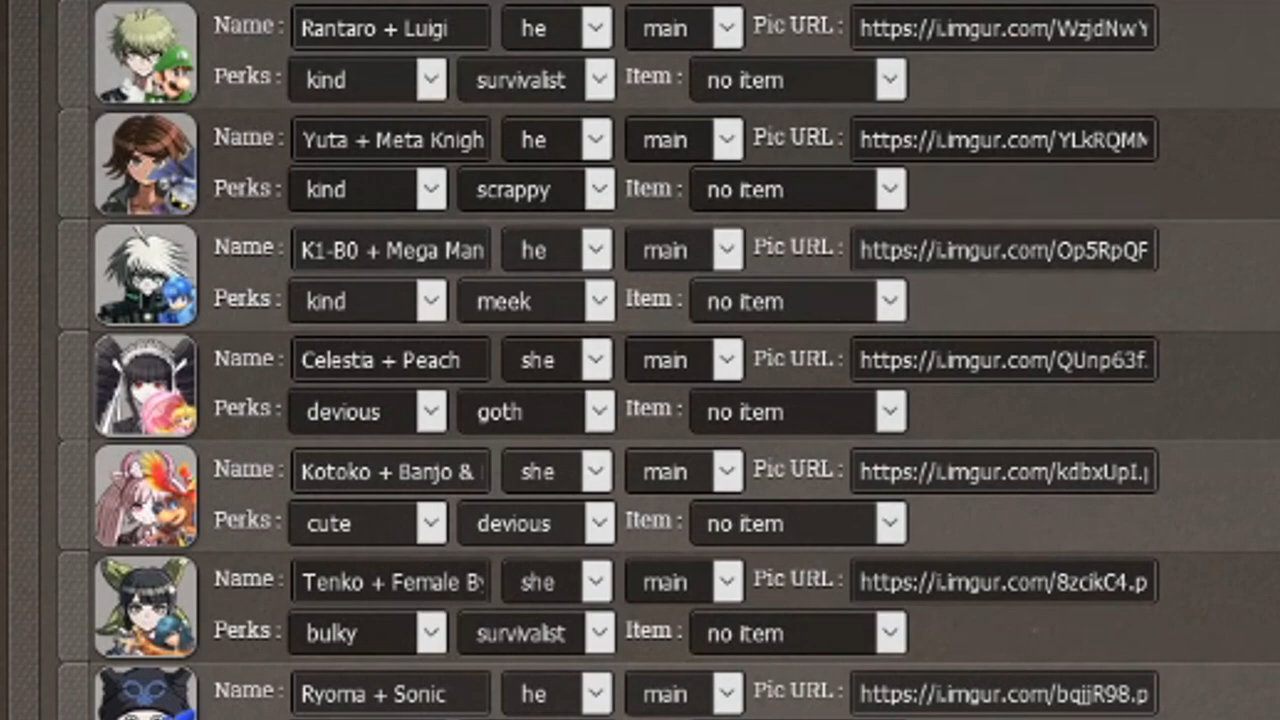 Name : Rantaro + Luigi he main Pic URL : https://i.imgur.com/WzjdNwY
Perks : kind survivalist Item : no item
Name : Yuta + Meta Knigh he main Pic URL : https://i.imgur.com/YLkRQMM
Perks : kind scrappy Item : no item
Name : K1-B0 + Mega Man he main Pic URL : https://i.imgur.com/Op5RpQF
Perks : kind meek Item : no item
Name : Celestia + Peach she main Pic URL : https://i.imgur.com/QUnp63f.
Perks : devious goth Item : no item
Name : Kotoko + Banjo & she main Pic URL : https://i.imgur.com/kdbxUpI.p
Perks : cute devious Item : no item
Name : Tenko + Female By she main Pic URL : https://i.imgur.com/8zcikC4.p
Perks : bulky survivalist Item : no item
Name : Ryoma + Sonic he main Pic URL : https://i.imgur.com/bqjjR98.p